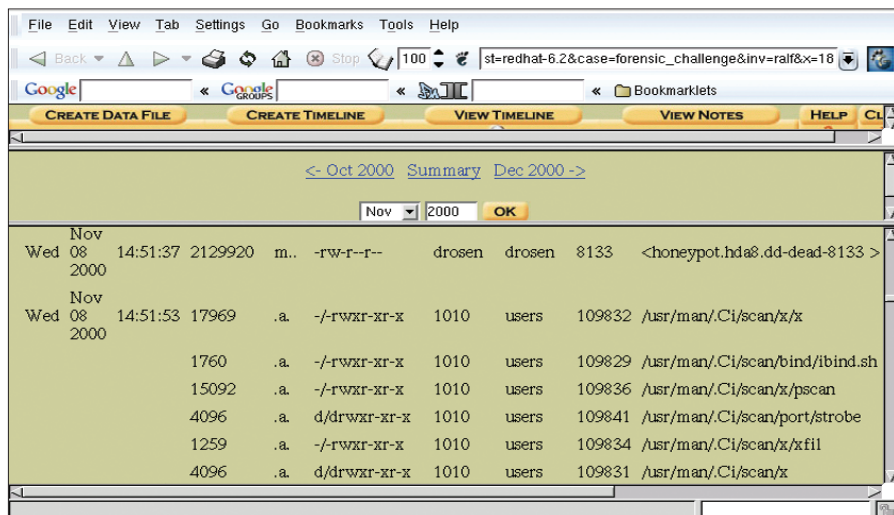 File Edit View Tab Settings Go Bookmarks Tools Help
Back Stop 100 st=redhat-6.2&case=forensic_challenge&inv=ralf&x=18
Google « Google GROUPS « « Bookmarklets
CREATE DATA FILE CREATE TIMELINE VIEW TIMELINE VIEW NOTES HELP CL
<- Oct 2000 Summary Dec 2000 ->
Nov 2000 OK
Wed Nov 08 2000 14:51:37 2129920 m.. -rw-r--r-- drosen drosen 8133 <honeypot.hda8.dd-dead-8133 >
Wed Nov 08 2000 14:51:53 17969 .a. -/-rwxr-xr-x 1010 users 109832 /usr/man/.Ci/scan/x/x
1760 .a. -/-rwxr-xr-x 1010 users 109829 /usr/man/.Ci/scan/bind/ibind.sh
15092 .a. -/-rwxr-xr-x 1010 users 109836 /usr/man/.Ci/scan/x/pscan
4096 .a. d/drwxr-xr-x 1010 users 109841 /usr/man/.Ci/scan/port/strobe
1259 .a. -/-rwxr-xr-x 1010 users 109834 /usr/man/.Ci/scan/x/xfil
4096 .a. d/drwxr-xr-x 1010 users 109831 /usr/man/.Ci/scan/x